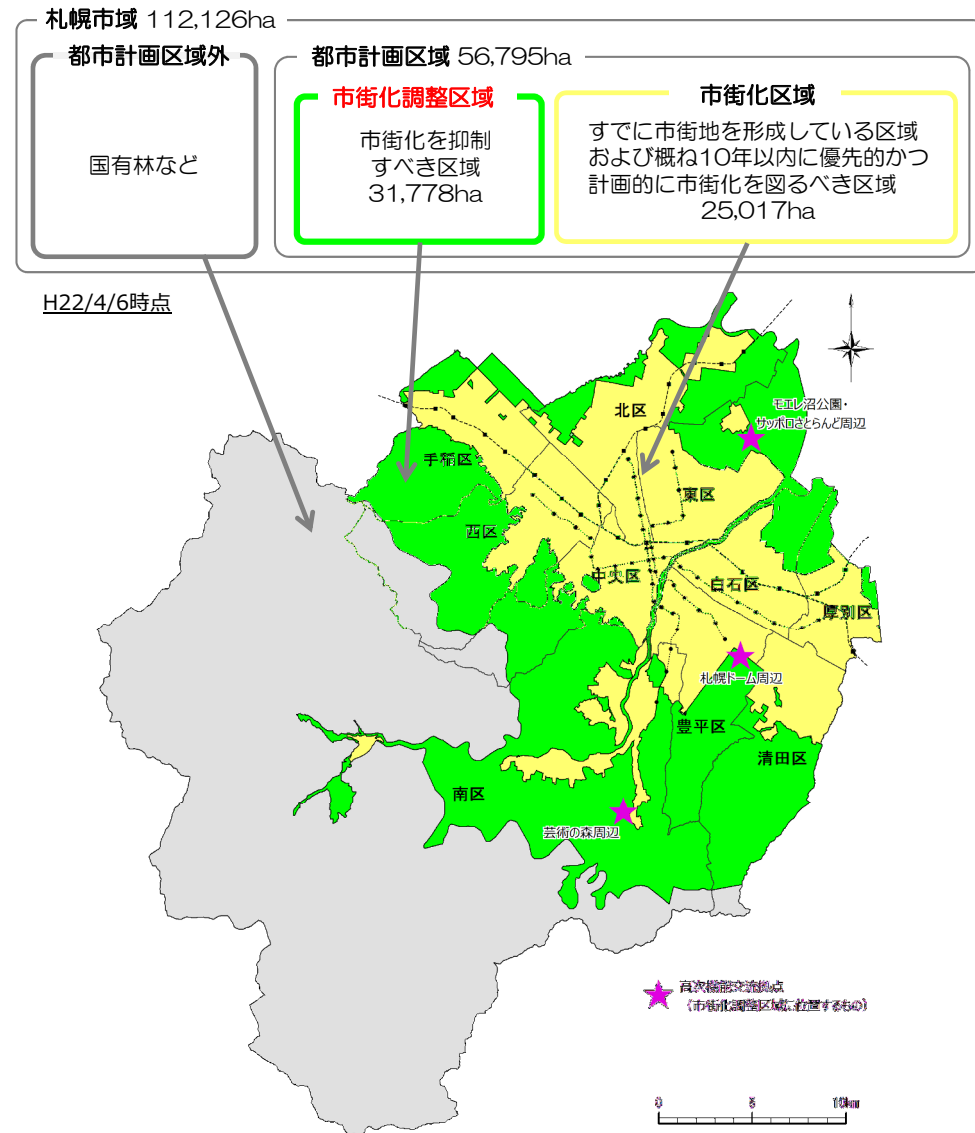 札幌市域 112,126ha
都市計画区域外
国有林など
都市計画区域 56,795ha
市街化調整区域
市街化を抑制
すべき区域
31,778ha
市街化区域
すでに市街地を形成している区域
および概ね10年以内に優先的かつ
計画的に市街化を図るべき区域
25,017ha
H22/4/6時点
北区
モエレ沼公園・
サッポロさとらんど周辺
手稲区
東区
西区
中央区
白石区
厚別区
札幌ドーム周辺
豊平区
清田区
南区
芸術の森周辺
高次機能交流拠点
(市街化調整区域に位置するもの)
0 5 10km